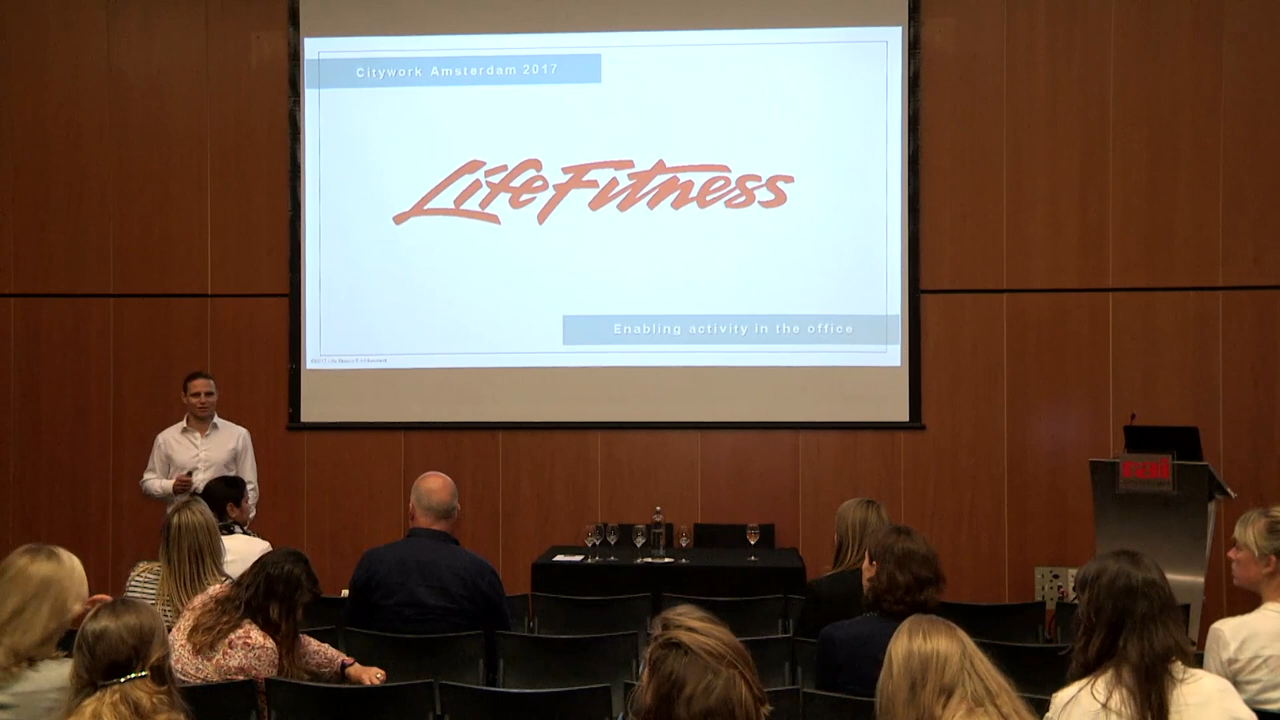 Citywork Amsterdam 2017
LifeFitness
Enabling activity in the office